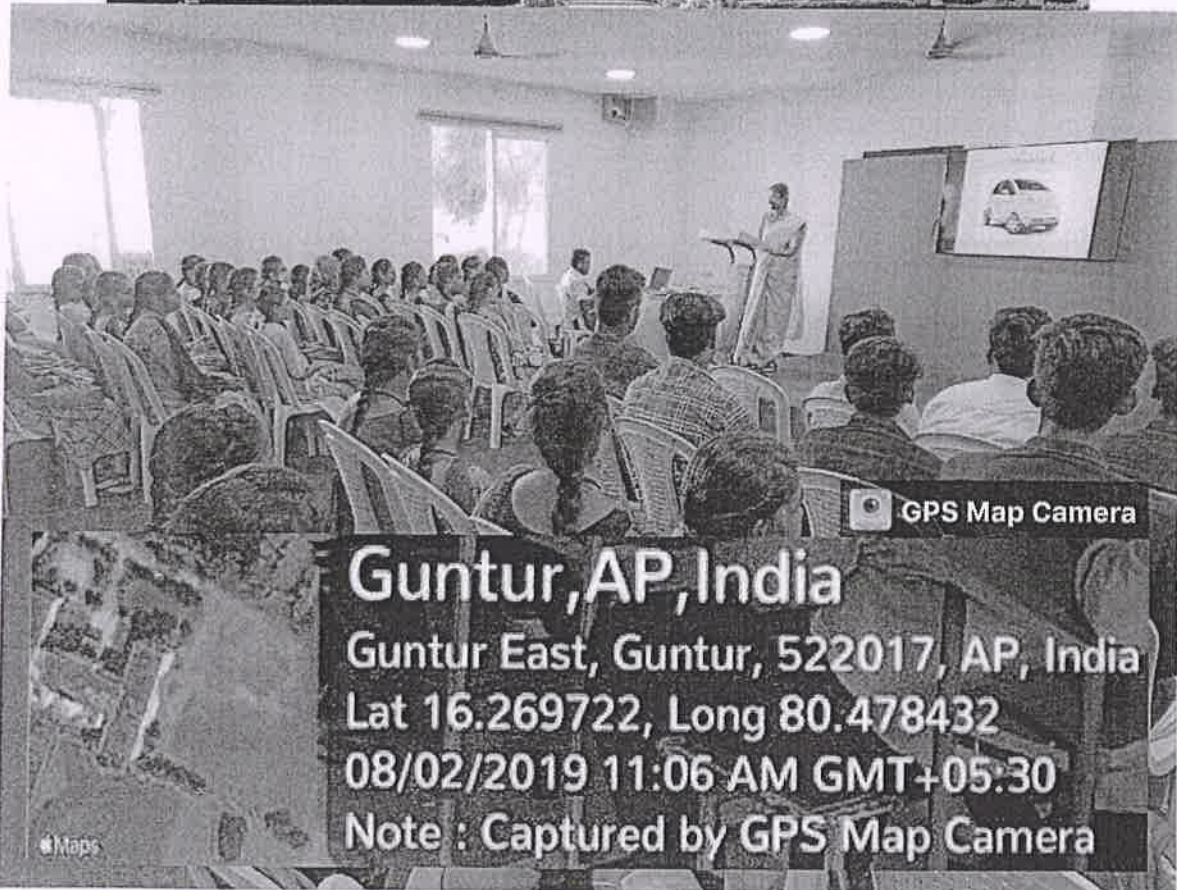 GPS Map Camera
Guntur,AP,India
Guntur East, Guntur, 522017, AP, India
Lat 16.269722, Long 80.478432
08/02/2019 11:06 AM GMT+05:30
Note : Captured by GPS Map Camera
Maps